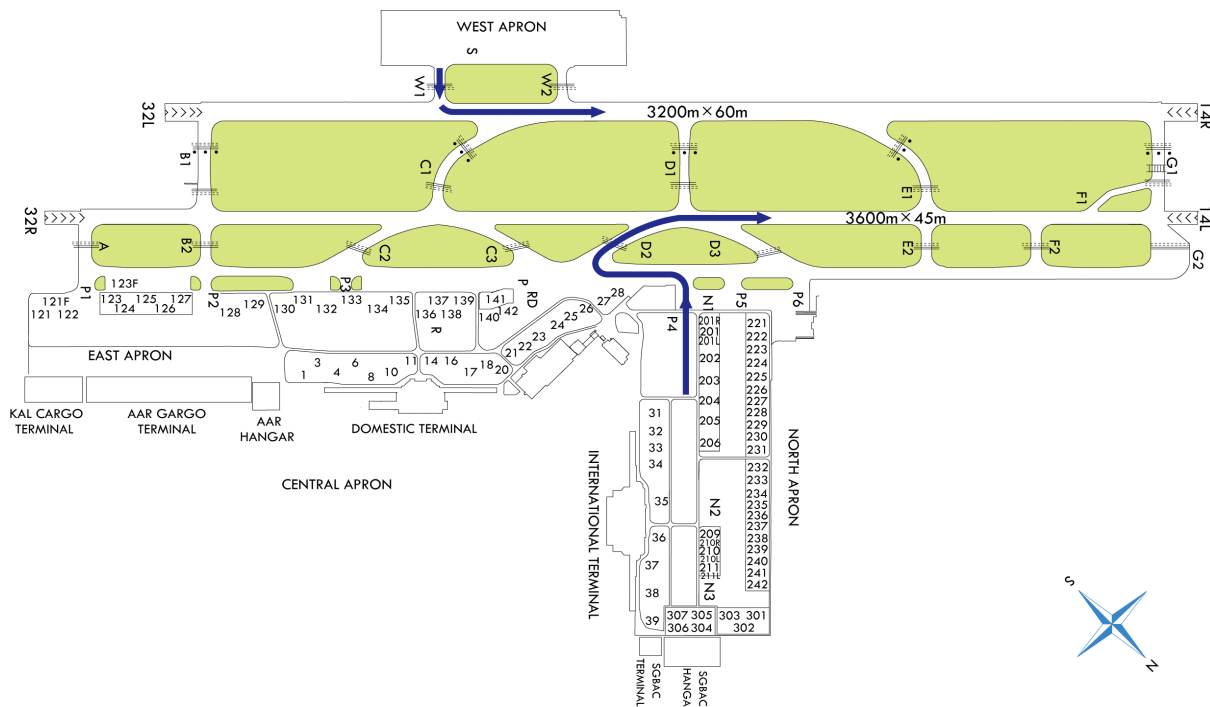 WEST APRON
S
W1
W2
32L
3200m×60m
14R
B1
C1
D1
E1
F1
G1
32R
3600m×45m
14L
A
B2
C2
C3
D2
D3
E2
F2
G2
P1
123F
P2
P3
P
RD
N1
P5
P6
121F
121 122
123 125 127
124 126
128 129
130 131 132 133 134 135
136 137 138 139
R
140 141 142
EAST APRON
1 3 4 6 8 10 11
14 16 17 18 20
21 22 23 24 25 26 27 28
P4
201R
201
201L
202
203
204
205
206
221
222
223
224
225
226
227
228
229
230
231
KAL CARGO
TERMINAL
AAR GARGO
TERMINAL
AAR
HANGAR
DOMESTIC TERMINAL
CENTRAL APRON
INTERNATIONAL TERMINAL
NORTH APRON
31
32
33
34
35
36
37
38
39
N2
209
210R
210
210L
211
211L
N3
232
233
234
235
236
237
238
239
240
241
242
307 305
306 304
303 301
302
SGBAC
TERMINAL
SGBAC
HANGA
S
N